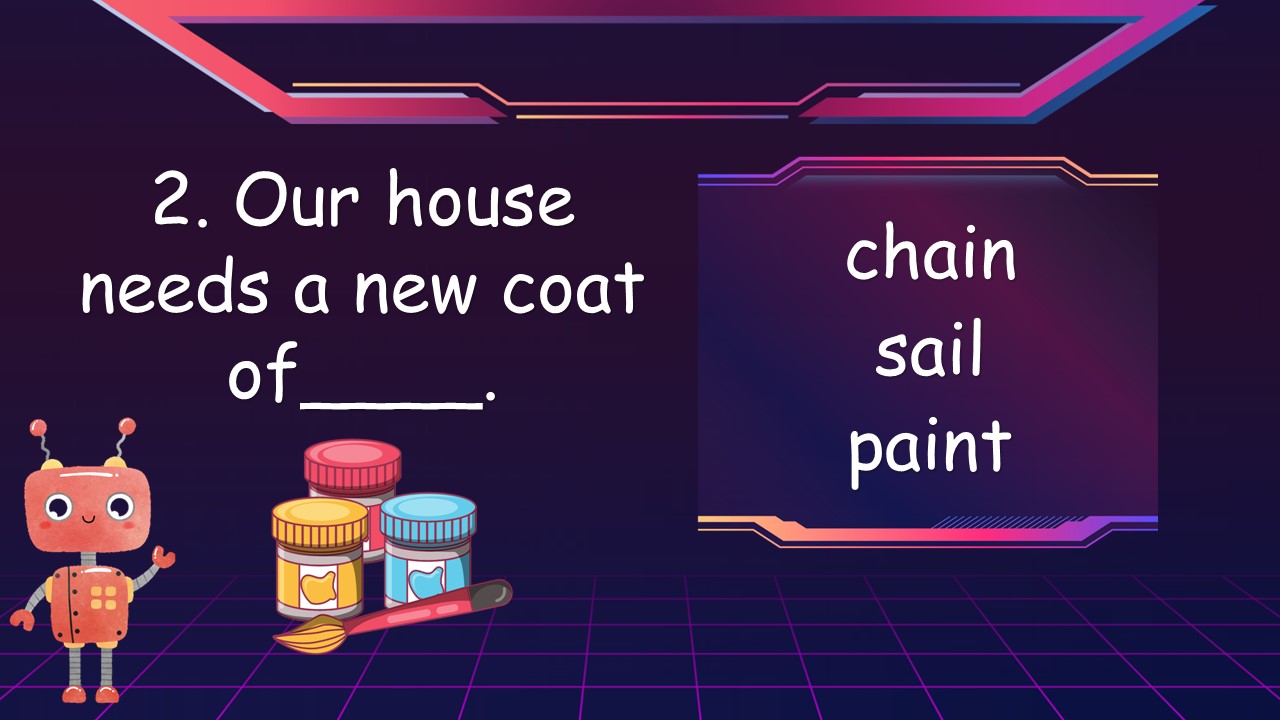 2. Our house
needs a new coat
of_____.
chain
sail
paint